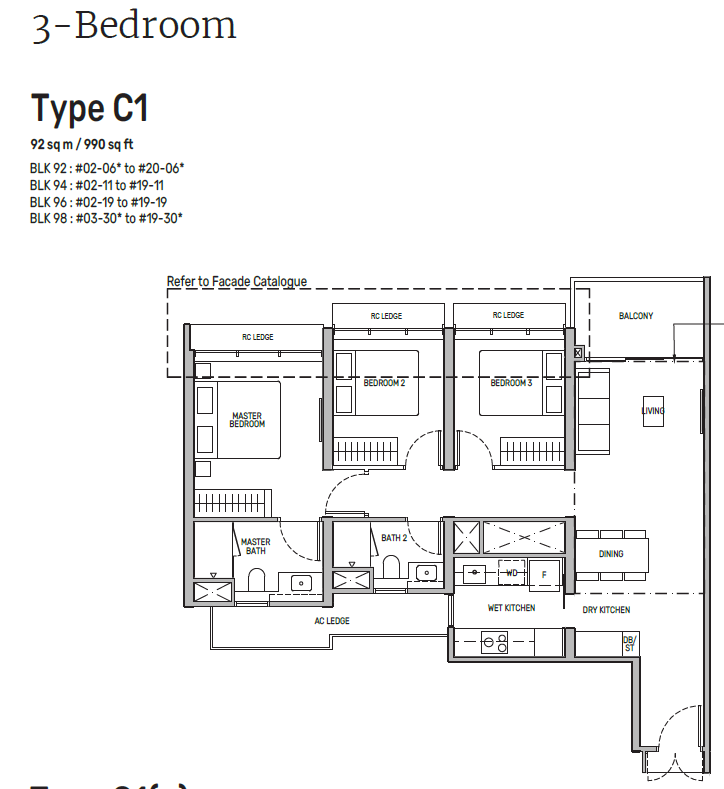 3-Bedroom
Type C1
92 sq m / 990 sq ft
BLK 92 : #02-06* to #20-06*
BLK 94 : #02-11 to #19-11
BLK 96 : #02-19 to #19-19
BLK 98 : #03-30* to #19-30*
Refer to Facade Catalogue
RC LEDGE
RC LEDGE
RC LEDGE
BALCONY
BEDROOM 2
BEDROOM 3
MASTER
BEDROOM
LIVING
MASTER
BATH
BATH 2
DINING
WD
F
WET KITCHEN
DRY KITCHEN
AC LEDGE
DB/
ST